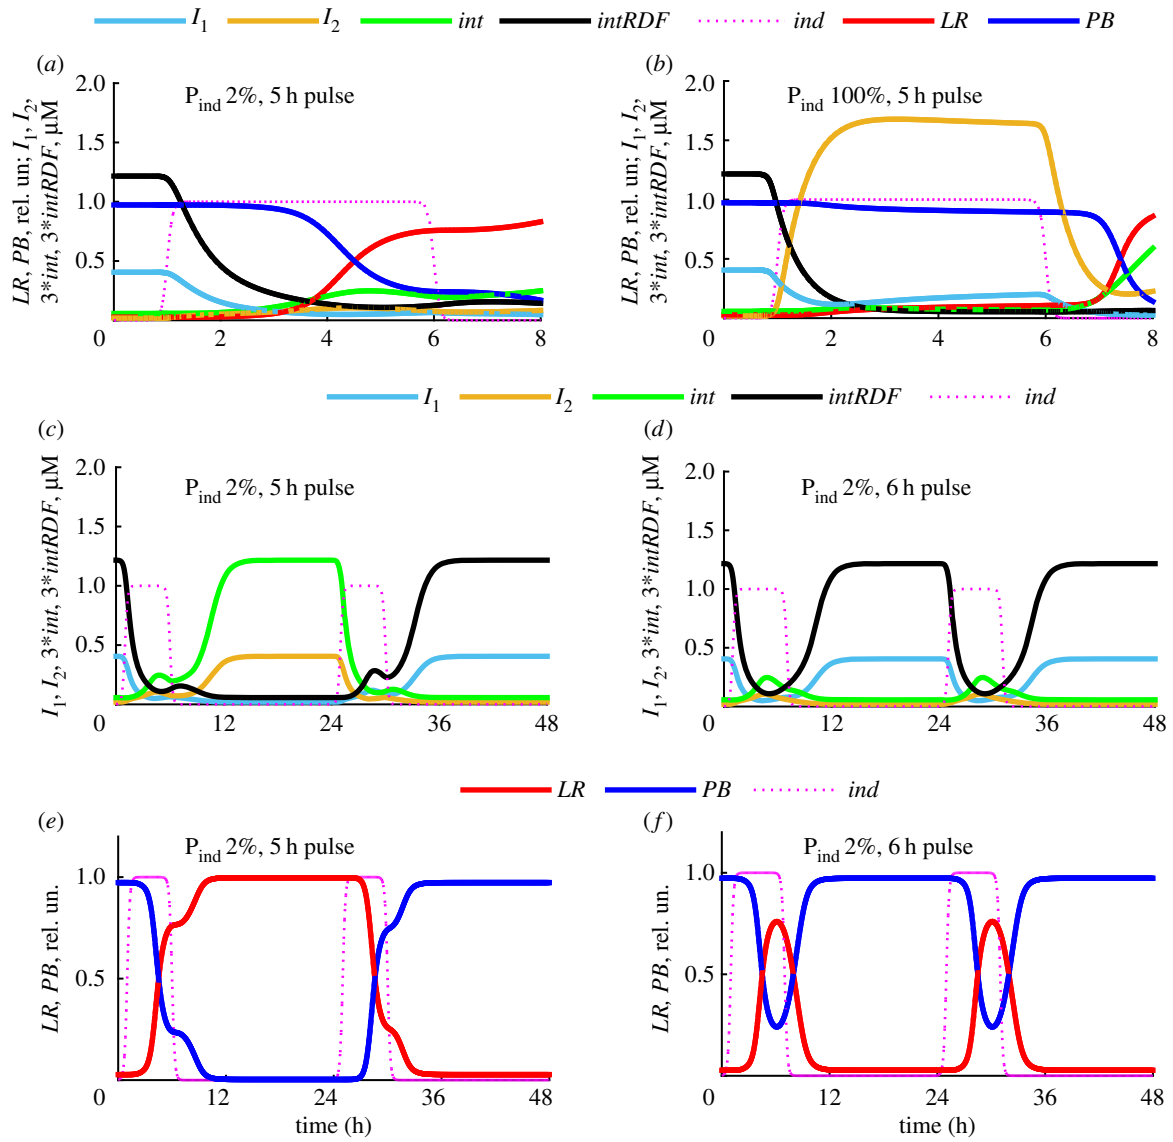 I1 I2 int intRDF ind LR PB
(a) (b)
LR, PB, rel. un; I1, I2,
3*int, 3*intRDF, µM
2.0
1.5
1.0
0.5
0 2 4 6 8
Pind 2%, 5 h pulse
LR, PB, rel. un; I1, I2,
3*int, 3*intRDF, µM
2.0
1.5
1.0
0.5
0 2 4 6 8
Pind 100%, 5 h pulse
I1 I2 int intRDF ind
(c) (d)
I1, I2, 3*int, 3*intRDF, µM
2.0
1.5
1.0
0.5
0 12 24 36 48
Pind 2%, 5 h pulse
I1, I2, 3*int, 3*intRDF, µM
2.0
1.5
1.0
0.5
0 12 24 36 48
Pind 2%, 6 h pulse
LR PB ind
(e) (f)
LR, PB, rel. un.
1.0
0.5
0 12 24 36 48
time (h)
Pind 2%, 5 h pulse
LR, PB, rel. un.
1.0
0.5
0 12 24 36 48
time (h)
Pind 2%, 6 h pulse